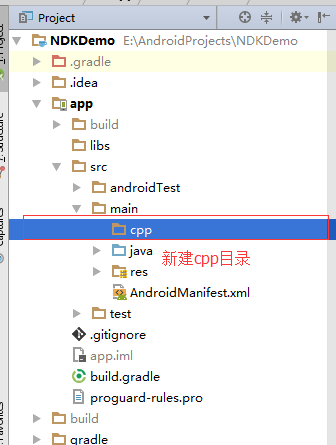 Project
NDKDemo E:\AndroidProjects\NDKDemo
.gradle
.idea
app
build
libs
src
androidTest
main
cpp
java
新建cpp目录
res
AndroidManifest.xml
test
.gitignore
app.iml
build.gradle
proguard-rules.pro
build
gradle